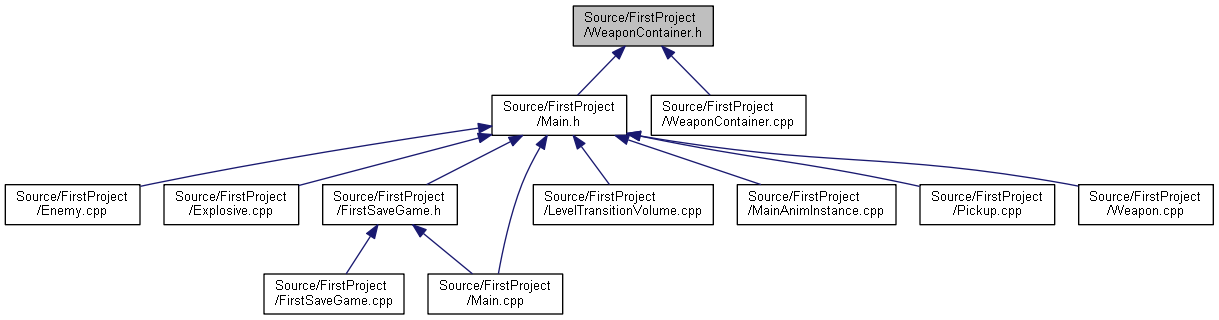 Source/FirstProject
/WeaponContainer.h
Source/FirstProject
/Main.h
Source/FirstProject
/WeaponContainer.cpp
Source/FirstProject
/Enemy.cpp
Source/FirstProject
/Explosive.cpp
Source/FirstProject
/FirstSaveGame.h
Source/FirstProject
/LevelTransitionVolume.cpp
Source/FirstProject
/MainAnimInstance.cpp
Source/FirstProject
/Pickup.cpp
Source/FirstProject
/Weapon.cpp
Source/FirstProject
/FirstSaveGame.cpp
Source/FirstProject
/Main.cpp